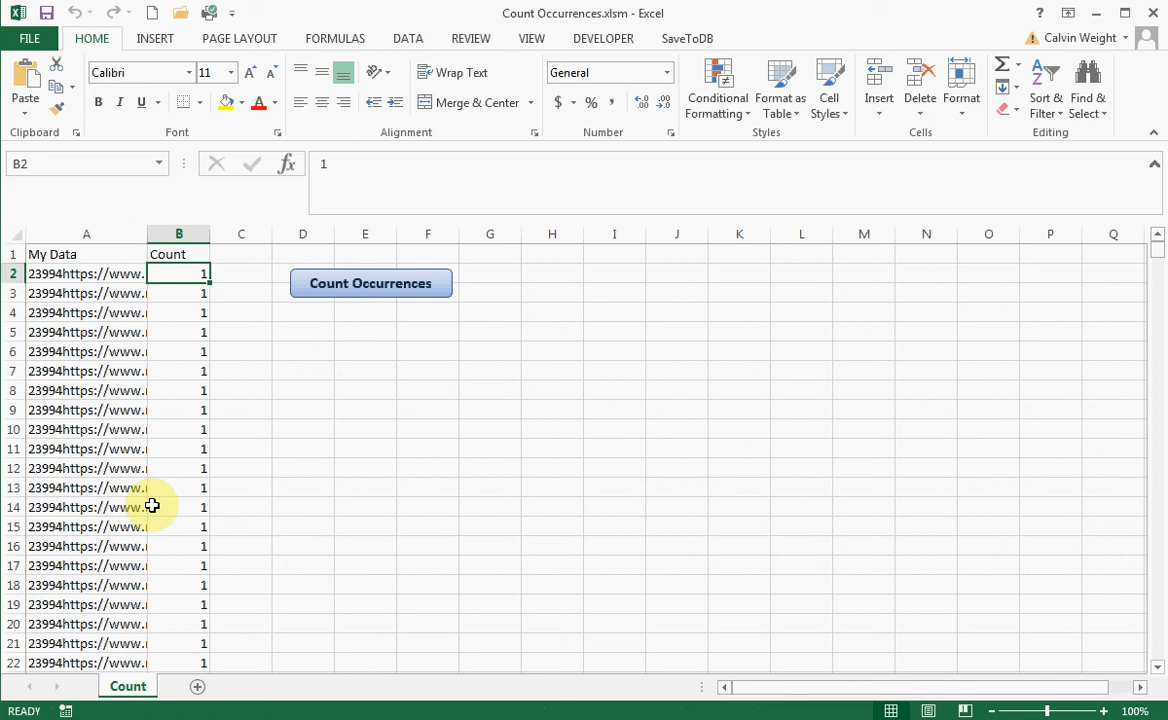 Count Occurrences.xlsm - Excel
FILE HOME INSERT PAGE LAYOUT FORMULAS DATA REVIEW VIEW DEVELOPER SaveToDB Calvin Weight
Paste
Calibri 11
B I U
Wrap Text
Merge & Center
General
$ % ,
Conditional Formatting
Format as Table
Cell Styles
Insert Delete Format
Sort & Filter
Find & Select
Clipboard Font Alignment Number Styles Cells Editing
B2 fx 1
A B C D E F G H I J K L M N O P Q
1 My Data Count
2 23994https://www. 1
Count Occurrences
3 23994https://www. 1
4 23994https://www. 1
5 23994https://www. 1
6 23994https://www. 1
7 23994https://www. 1
8 23994https://www. 1
9 23994https://www. 1
10 23994https://www. 1
11 23994https://www. 1
12 23994https://www. 1
13 23994https://www. 1
14 23994https://www. 1
15 23994https://www. 1
16 23994https://www. 1
17 23994https://www. 1
18 23994https://www. 1
19 23994https://www. 1
20 23994https://www. 1
21 23994https://www. 1
22 23994https://www. 1
Count
READY 100%